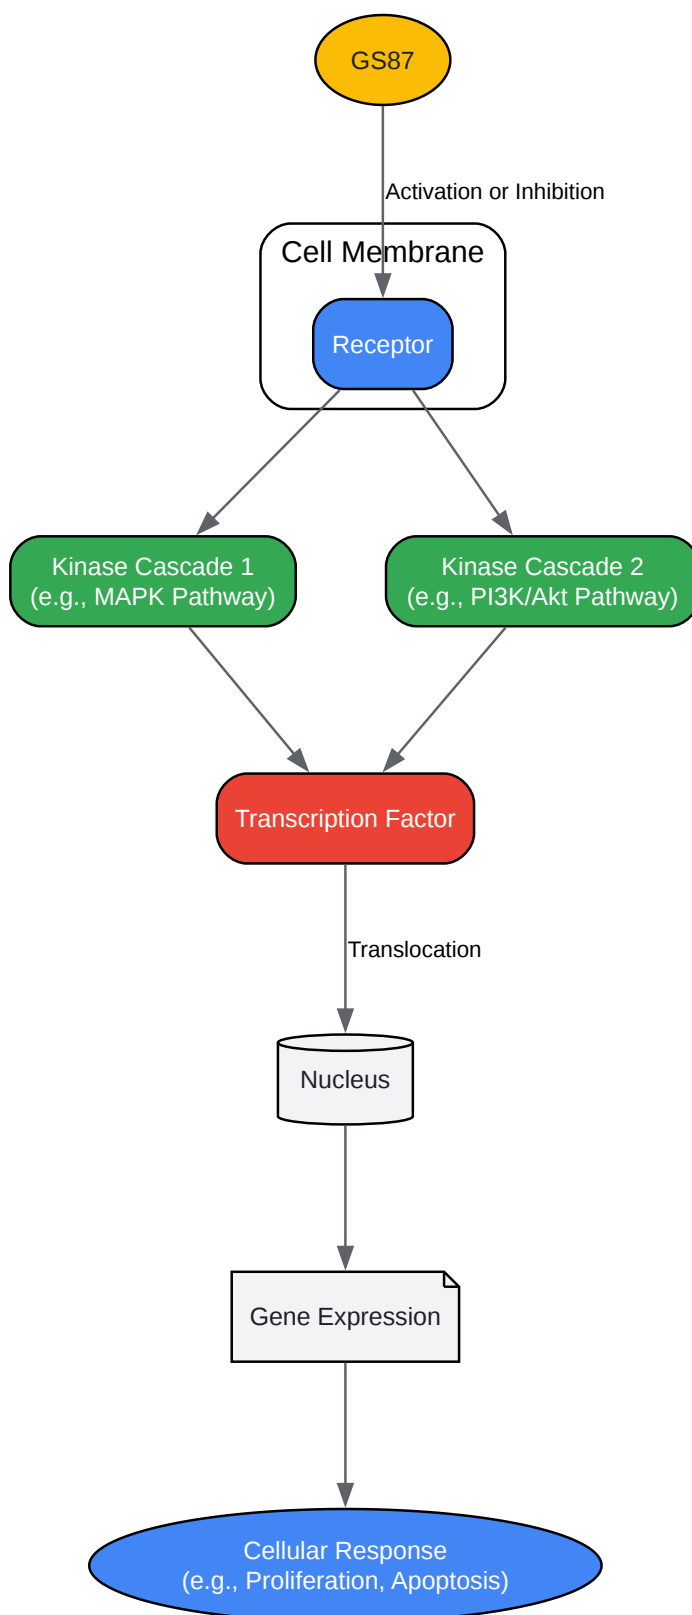 GS87
Activation or Inhibition
Cell Membrane
Receptor
Kinase Cascade 1
(e.g., MAPK Pathway)
Kinase Cascade 2
(e.g., PI3K/Akt Pathway)
Transcription Factor
Translocation
Nucleus
Gene Expression
Cellular Response
(e.g., Proliferation, Apoptosis)